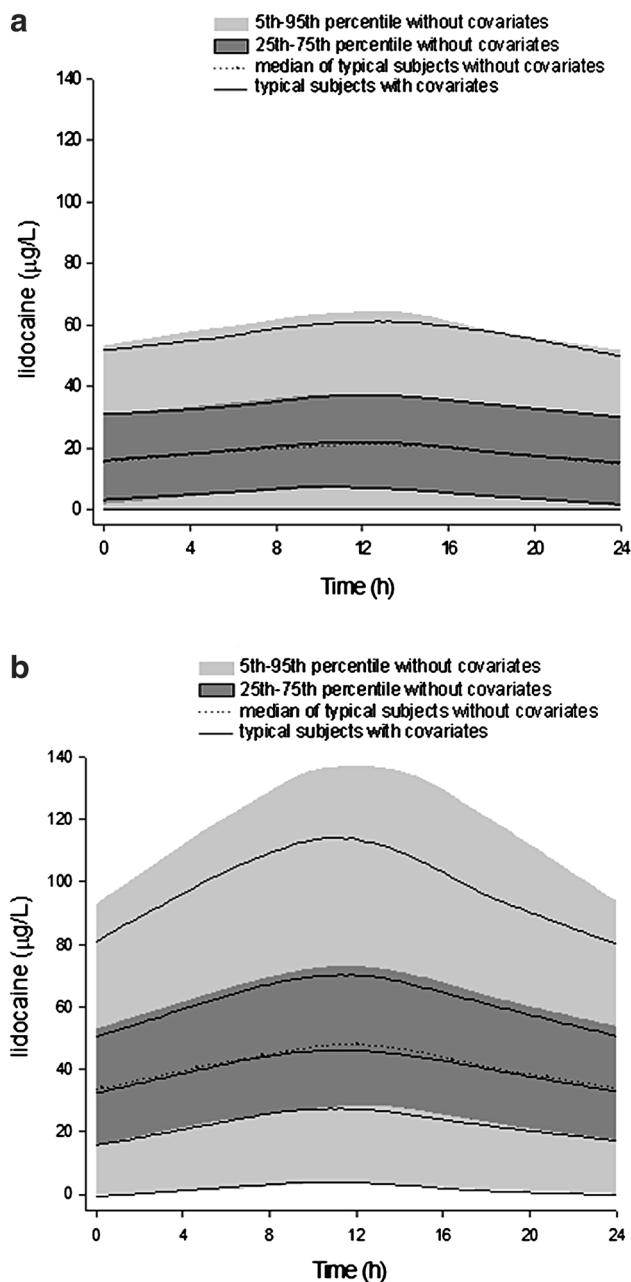 a
5th-95th percentile without covariates
25th-75th percentile without covariates
median of typical subjects without covariates
typical subjects with covariates
140
120
100
80
60
40
20
0
lidocaine (µg/L)
0 4 8 12 16 20 24
Time (h)
b
5th-95th percentile without covariates
25th-75th percentile without covariates
median of typical subjects without covariates
typical subjects with covariates
140
120
100
80
60
40
20
0
lidocaine (µg/L)
0 4 8 12 16 20 24
Time (h)